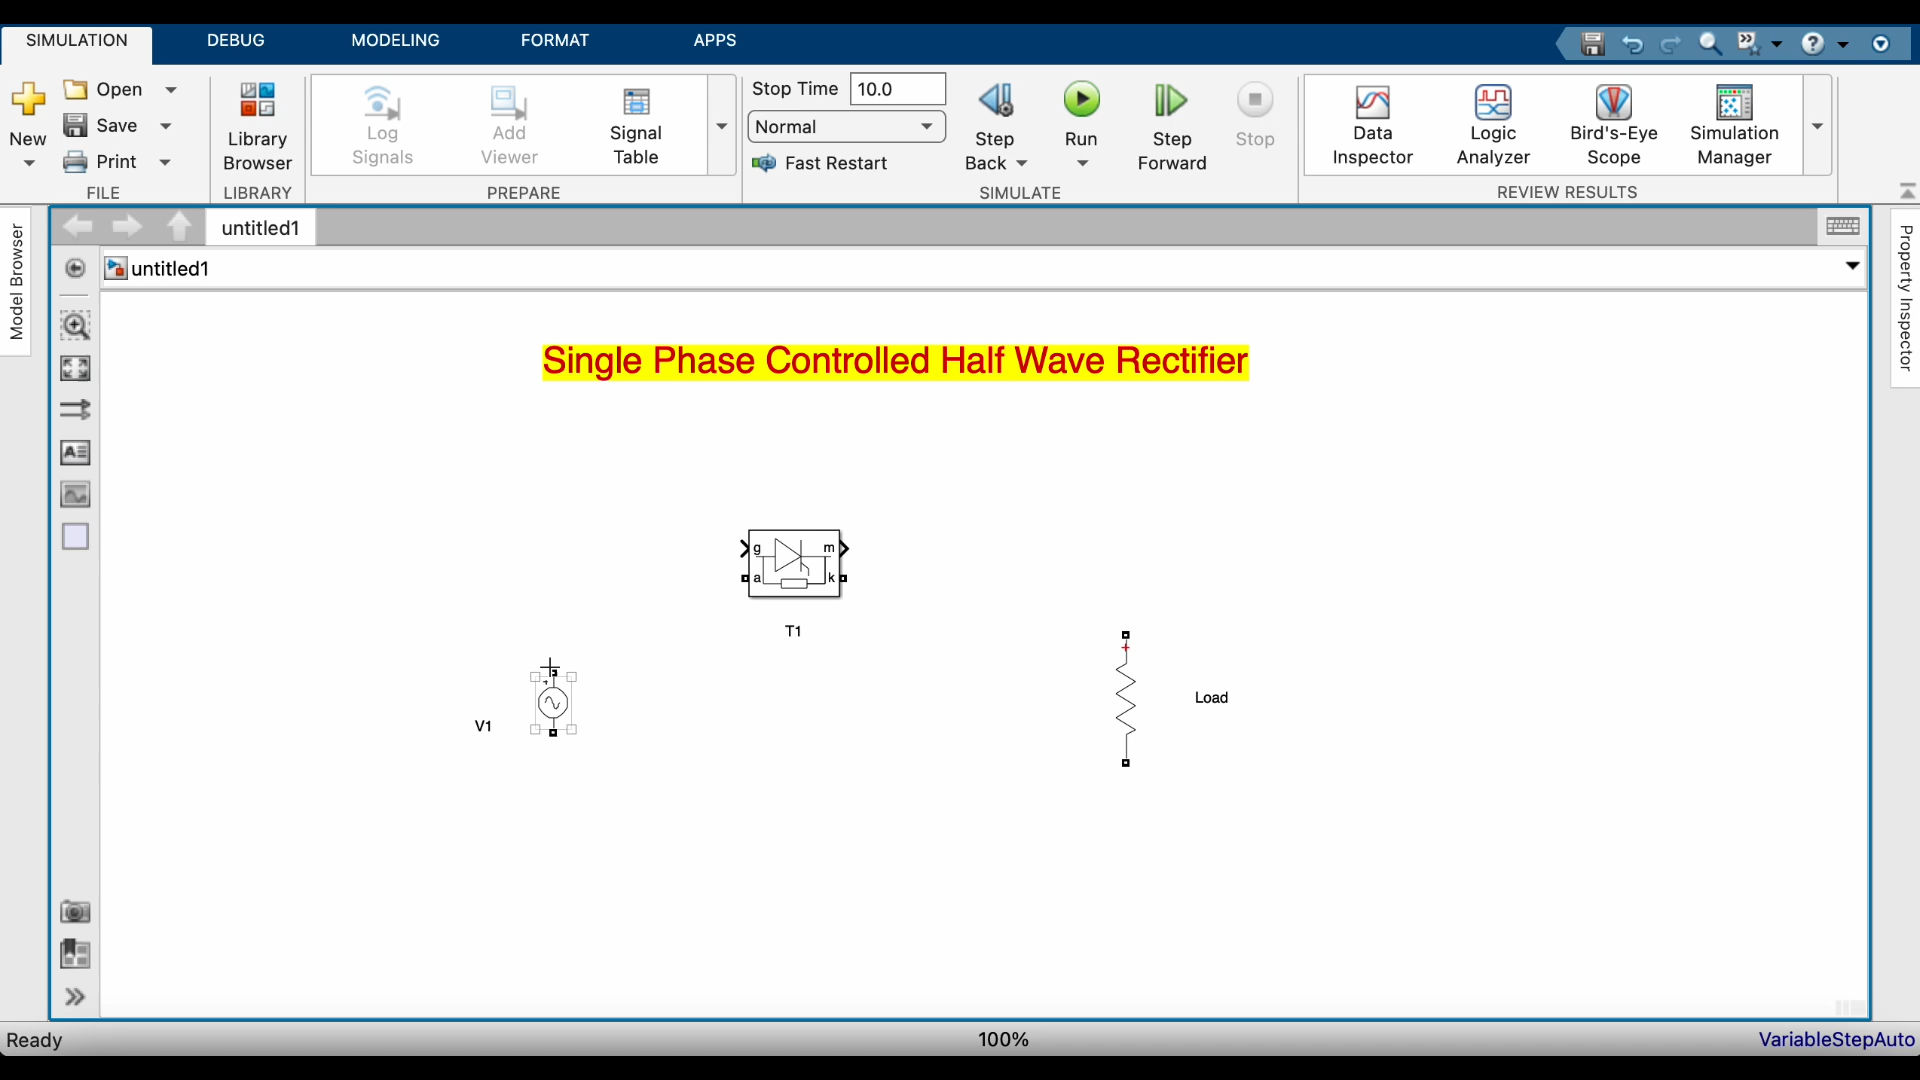 SIMULATION DEBUG MODELING FORMAT APPS
New
Open
Save
Print
FILE
Library
Browser
LIBRARY
Log
Signals
Add
Viewer
Signal
Table
PREPARE
Stop Time 10.0
Normal
Fast Restart
Step
Back
Run
Step
Forward
Stop
SIMULATE
Data
Inspector
Logic
Analyzer
Bird's-Eye
Scope
Simulation
Manager
REVIEW RESULTS
Model Browser
untitled1
untitled1
Property Inspector
Single Phase Controlled Half Wave Rectifier
g m
a k
T1
V1
Load
Ready 100% VariableStepAuto